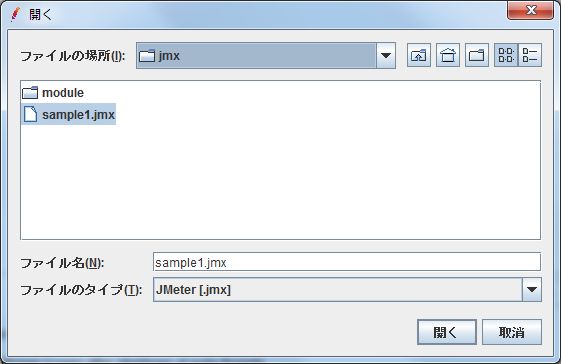 開く
ファイルの場所(I): jmx
module
sample1.jmx
ファイル名(N): sample1.jmx
ファイルのタイプ(T): JMeter [.jmx]
開く 取消